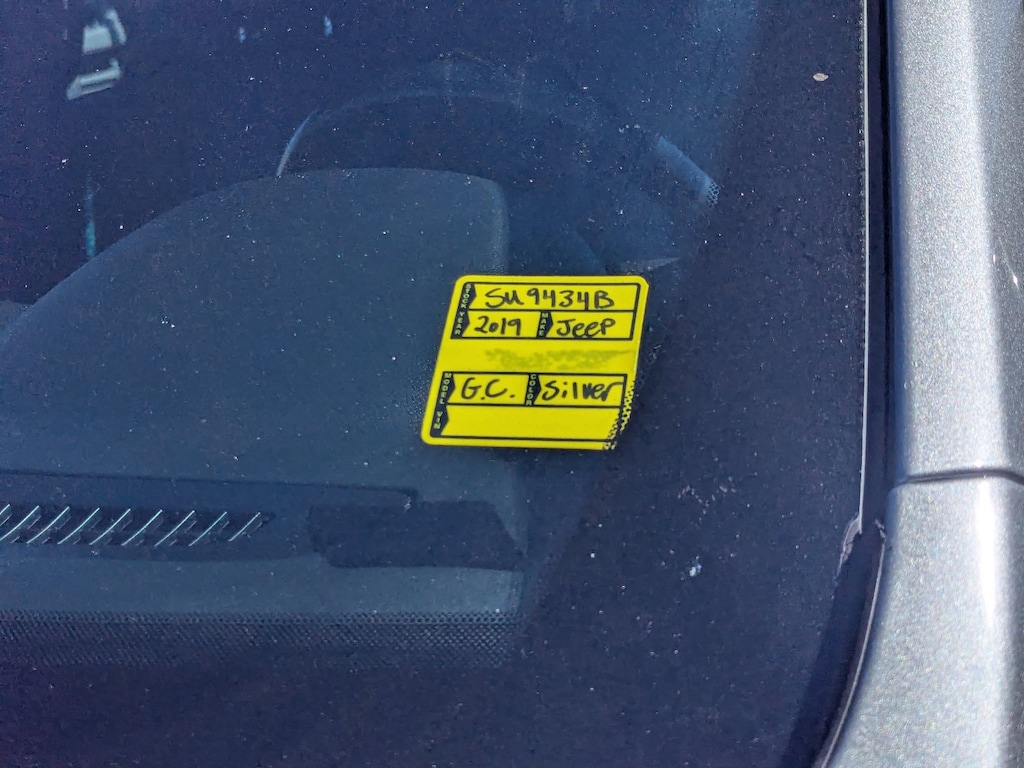 STOCK SU9434B
YEAR 2019 MAKE Jeep
MODEL G.C. COLOR Silver
VIN